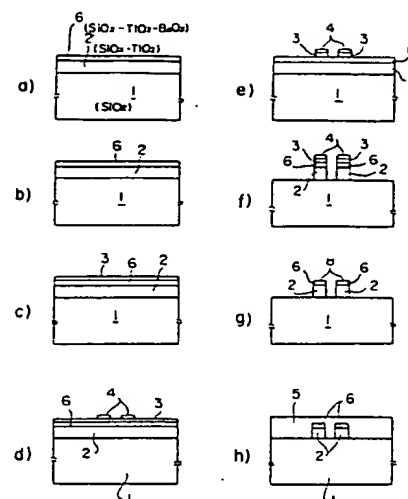 6 (SiO₂-TiO₂-B₂O₃)
2 (SiO₂-TiO₂)
a) 1
(SiO₂)
6 2
b) 1
3 6 2
c) 1
4
6 3
d) 2
1
4
3 3
e) 1
4
3 3
6 6
2 2
f) 1
6 6
2 2
g) 1
6
5
h) 2
1